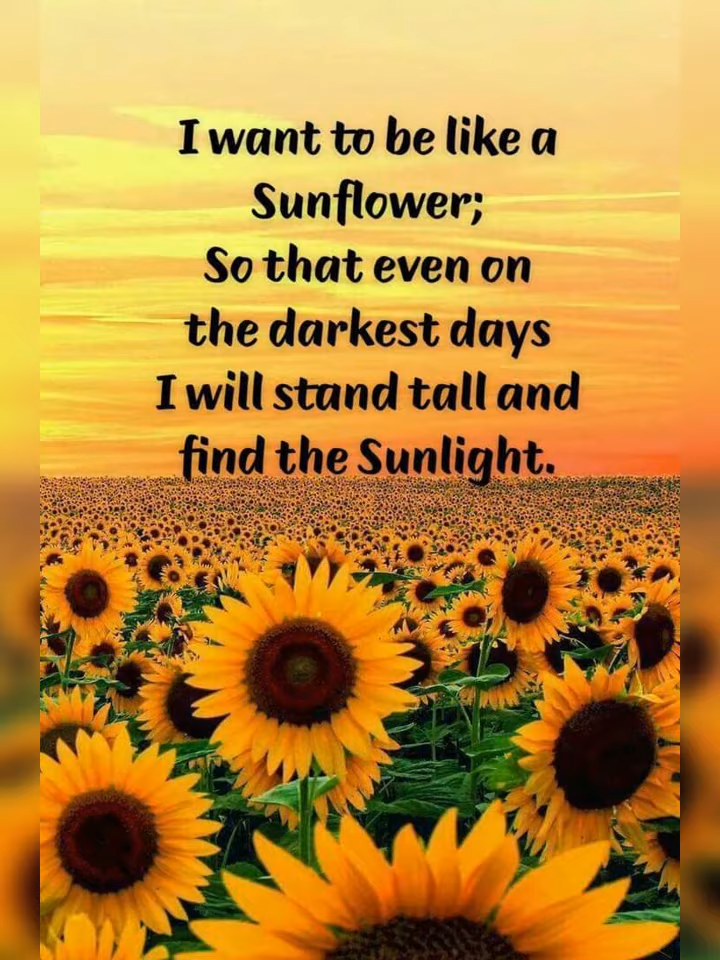 I want to be like a
Sunflower;
So that even on
the darkest days
I will stand tall and
find the Sunlight.